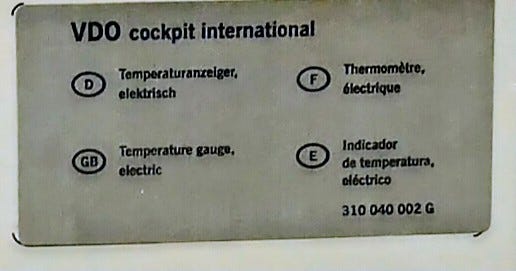 VDO cockpit international
D
Temperaturanzeiger,
elektrisch
F
Thermomètre,
électrique
GB
Temperature gauge,
electric
E
Indicador
de temperatura,
eléctrico
310 040 002 G